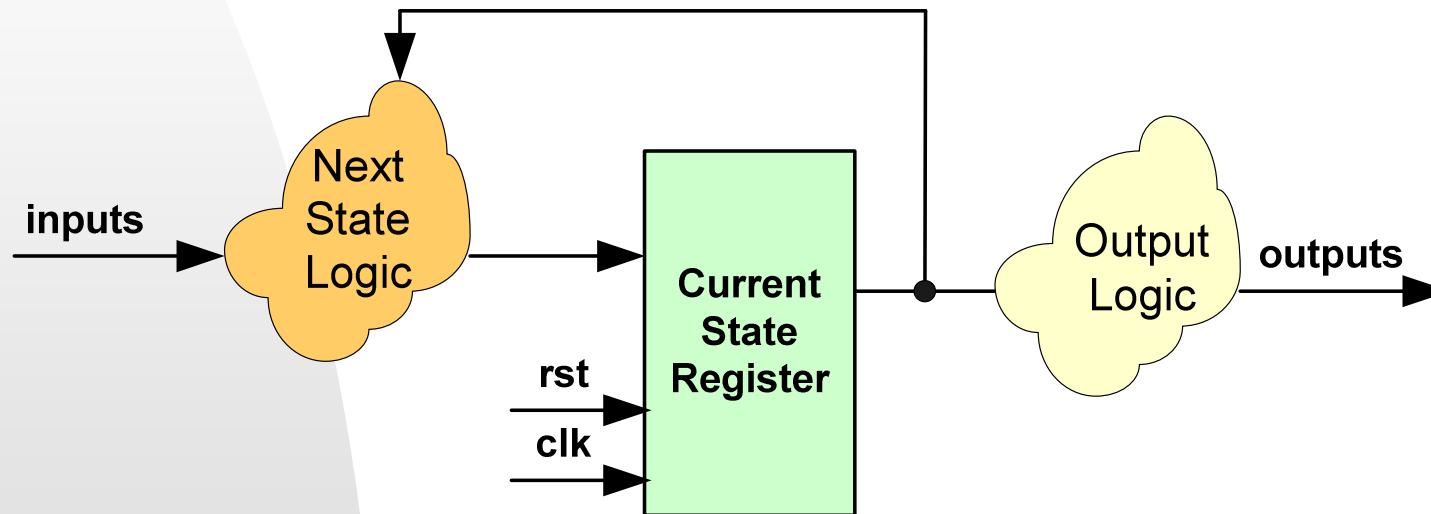 inputs
Next
State
Logic
rst
clk
Current
State
Register
Output
Logic
outputs